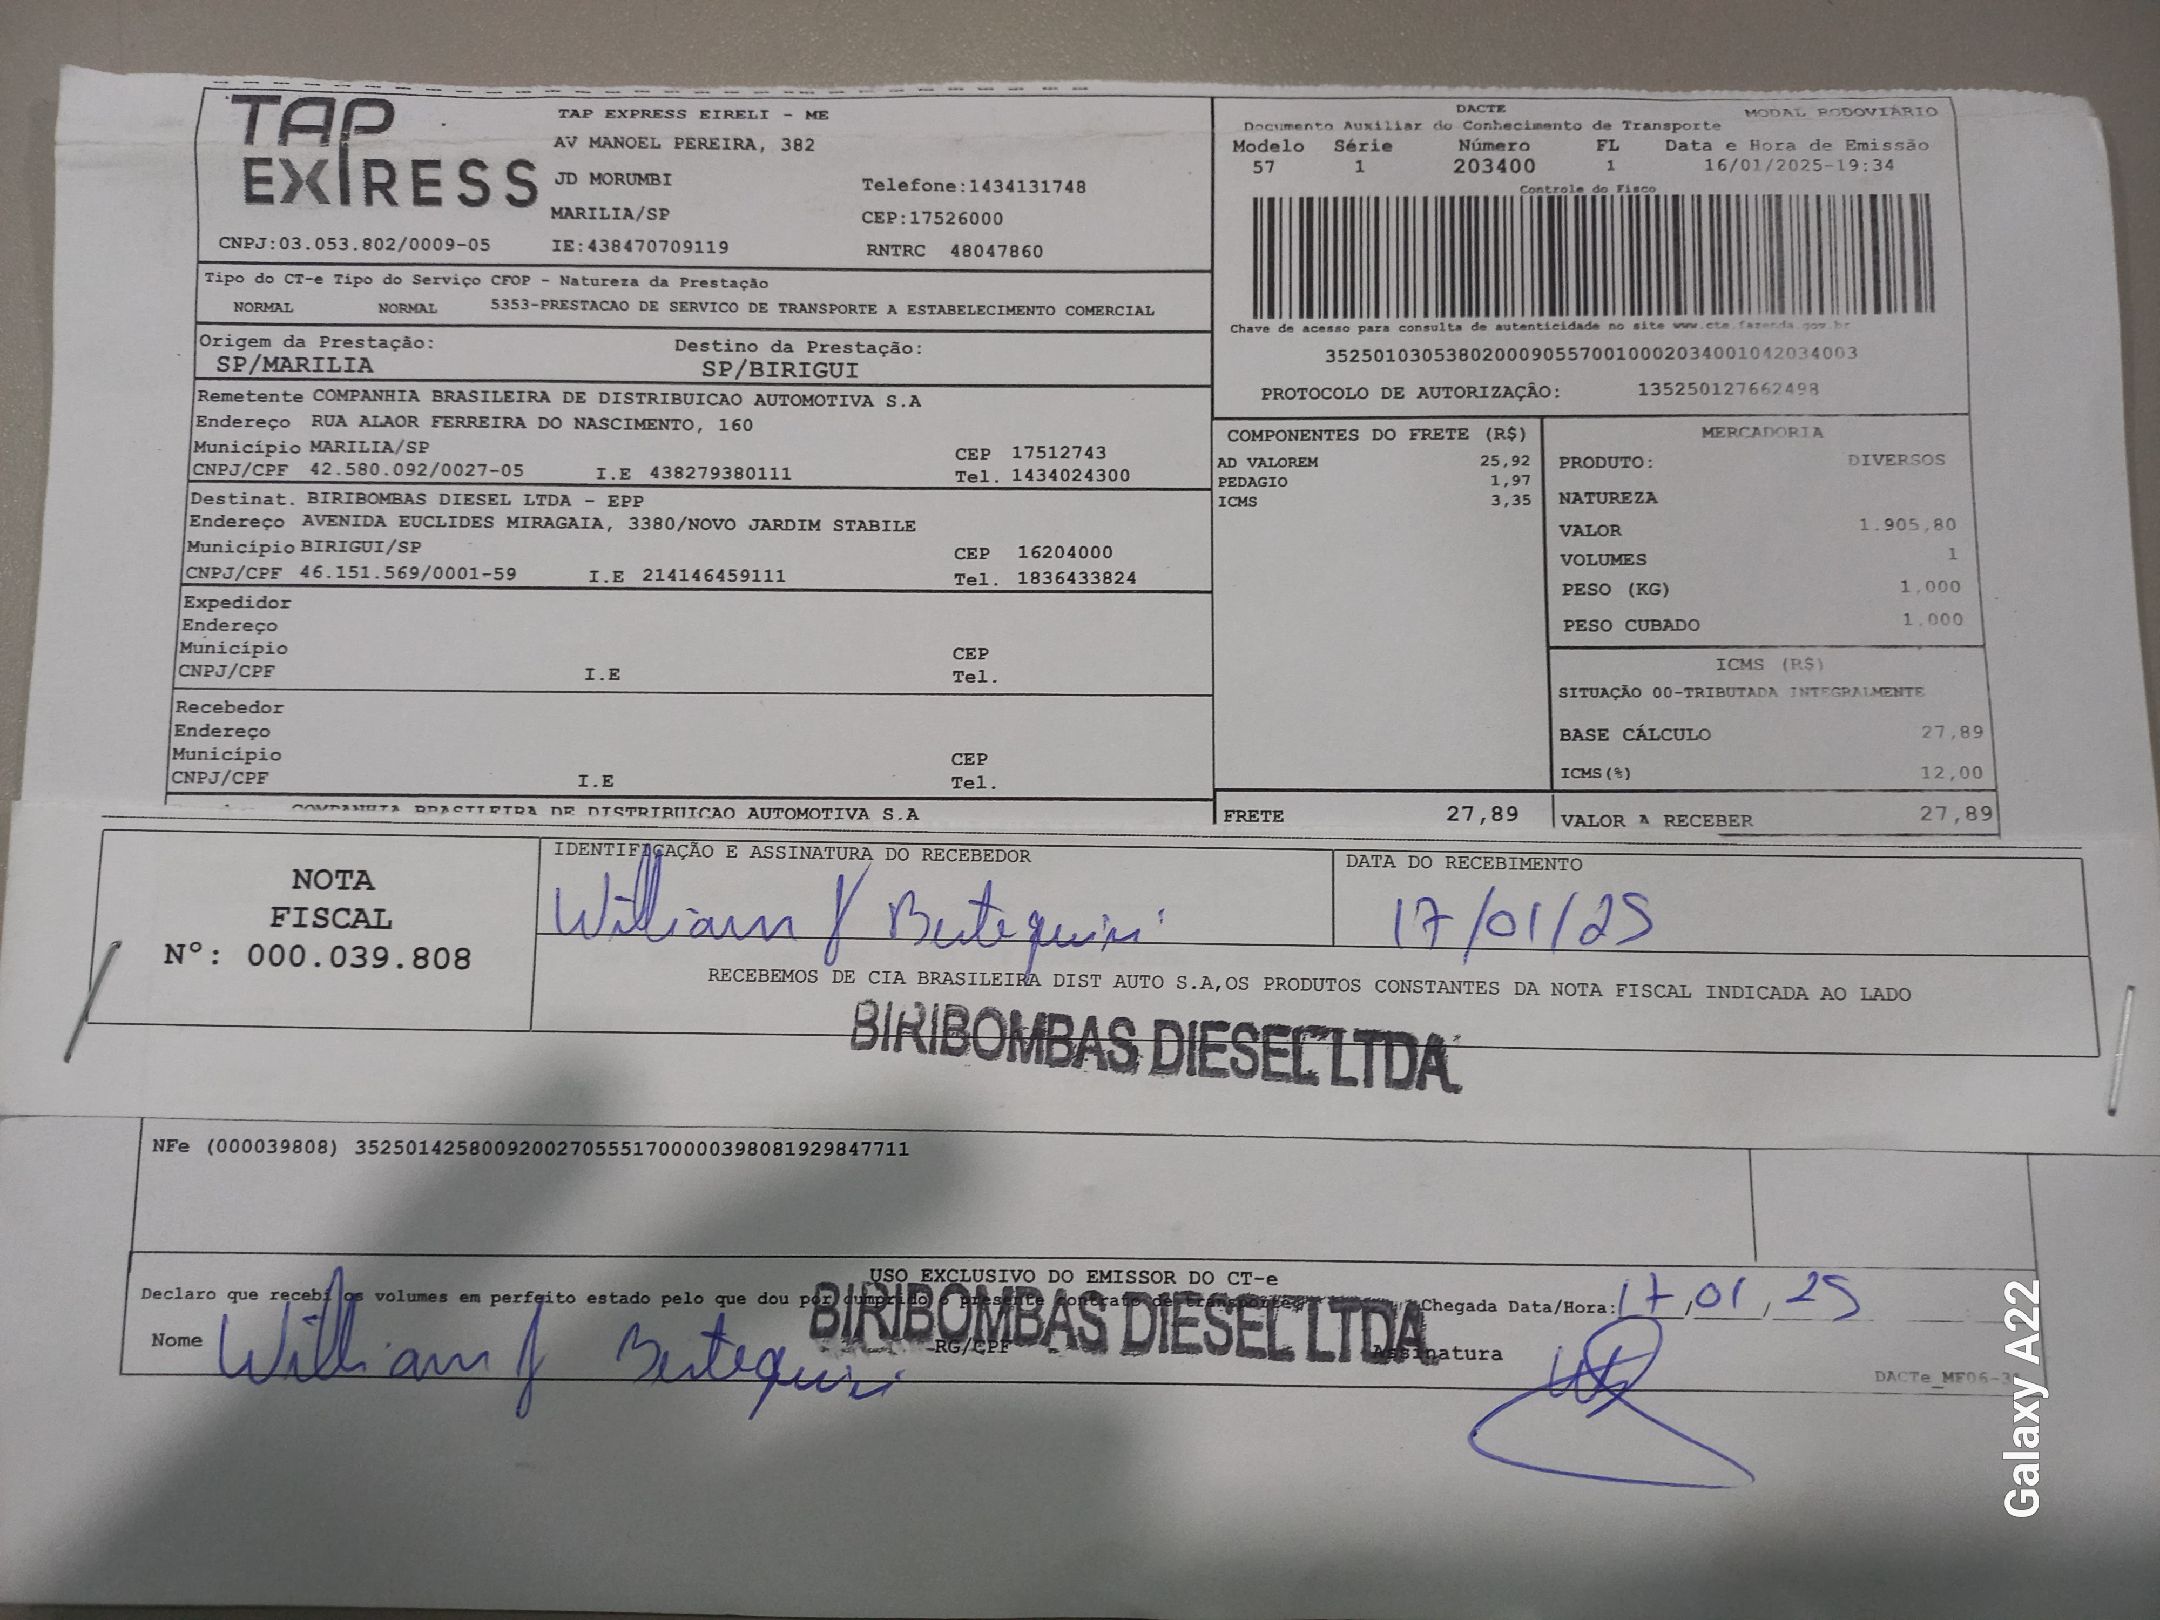 TAP EXPRESS
TAP EXPRESS EIRELI - ME
AV MANOEL PEREIRA, 382
JD MORUMBI
Telefone:1434131748
MARILIA/SP
CEP:17526000
CNPJ:03.053.802/0009-05
IE:438470709119
RNTRC 48047860
DACTE
MODAL RODOVIÁRIO
Documento Auxiliar do Conhecimento de Transporte
Modelo Série Número FL Data e Hora de Emissão
57 1 203400 1 16/01/2025-19:34
Controle do Fisco
Chave de acesso para consulta de autenticidade no site www.cte.fazenda.gov.br
35250103053802000905570010002034001042034003
PROTOCOLO DE AUTORIZAÇÃO: 135250127662498
Tipo do CT-e Tipo do Serviço CFOP - Natureza da Prestação
NORMAL NORMAL 5353-PRESTACAO DE SERVICO DE TRANSPORTE A ESTABELECIMENTO COMERCIAL
Origem da Prestação: Destino da Prestação:
SP/MARILIA SP/BIRIGUI
Remetente COMPANHIA BRASILEIRA DE DISTRIBUICAO AUTOMOTIVA S.A
Endereço RUA ALAOR FERREIRA DO NASCIMENTO, 160
Município MARILIA/SP CEP 17512743
CNPJ/CPF 42.580.092/0027-05 I.E 438279380111 Tel. 1434024300
Destinat. BIRIBOMBAS DIESEL LTDA - EPP
Endereço AVENIDA EUCLIDES MIRAGAIA, 3380/NOVO JARDIM STABILE
Município BIRIGUI/SP CEP 16204000
CNPJ/CPF 46.151.569/0001-59 I.E 214146459111 Tel. 1836433824
Expedidor
Endereço
Município CEP
CNPJ/CPF I.E Tel.
Recebedor
Endereço
Município CEP
CNPJ/CPF I.E Tel.
COMPANHIA BRASILEIRA DE DISTRIBUICAO AUTOMOTIVA S.A
COMPONENTES DO FRETE (R$)
AD VALOREM 25,92
PEDAGIO 1,97
ICMS 3,35
FRETE 27,89
MERCADORIA
PRODUTO: DIVERSOS
NATUREZA
VALOR 1.905,80
VOLUMES 1
PESO (KG) 1,000
PESO CUBADO 1,000
ICMS (R$)
SITUAÇÃO 00-TRIBUTADA INTEGRALMENTE
BASE CÁLCULO 27,89
ICMS(%) 12,00
VALOR A RECEBER 27,89
NOTA
FISCAL
N°: 000.039.808
IDENTIFICAÇÃO E ASSINATURA DO RECEBEDOR
William J Bertequini
DATA DO RECEBIMENTO
17/01/25
RECEBEMOS DE CIA BRASILEIRA DIST AUTO S.A,OS PRODUTOS CONSTANTES DA NOTA FISCAL INDICADA AO LADO
BIRIBOMBAS DIESEL LTDA
NFe (000039808) 35250142580092002705551700000398081929847711
USO EXCLUSIVO DO EMISSOR DO CT-e
Declaro que recebi os volumes em perfeito estado pelo que dou por cumprido o presente contrato de transporte
Chegada Data/Hora: 17/01/25
BIRIBOMBAS DIESEL LTDA
Nome William J Bertequini RG/CPF Assinatura
DACTe_MF06-3
Galaxy A22